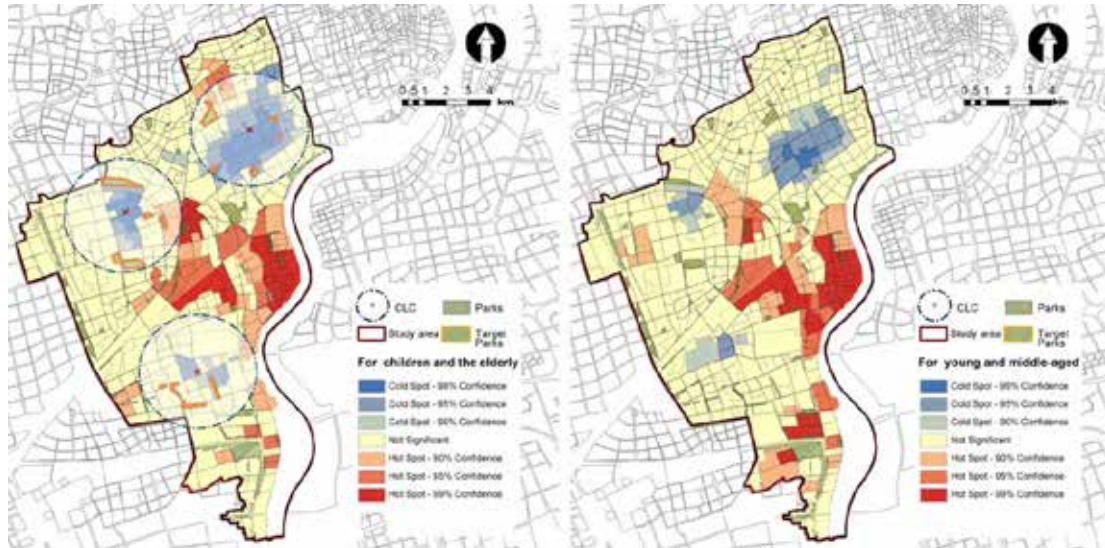 0 .5 1 2 3 4
km
CLC
Parks
Study area
Target Parks
For children and the elderly
Cold Spot - 99% Confidence
Cold Spot - 95% Confidence
Cold Spot - 90% Confidence
Not Significant
Hot Spot - 90% Confidence
Hot Spot - 95% Confidence
Hot Spot - 99% Confidence
0 .5 1 2 3 4
km
CLC
Parks
Study area
Target Parks
For young and middle-aged
Cold Spot - 99% Confidence
Cold Spot - 95% Confidence
Cold Spot - 90% Confidence
Not Significant
Hot Spot - 90% Confidence
Hot Spot - 95% Confidence
Hot Spot - 99% Confidence